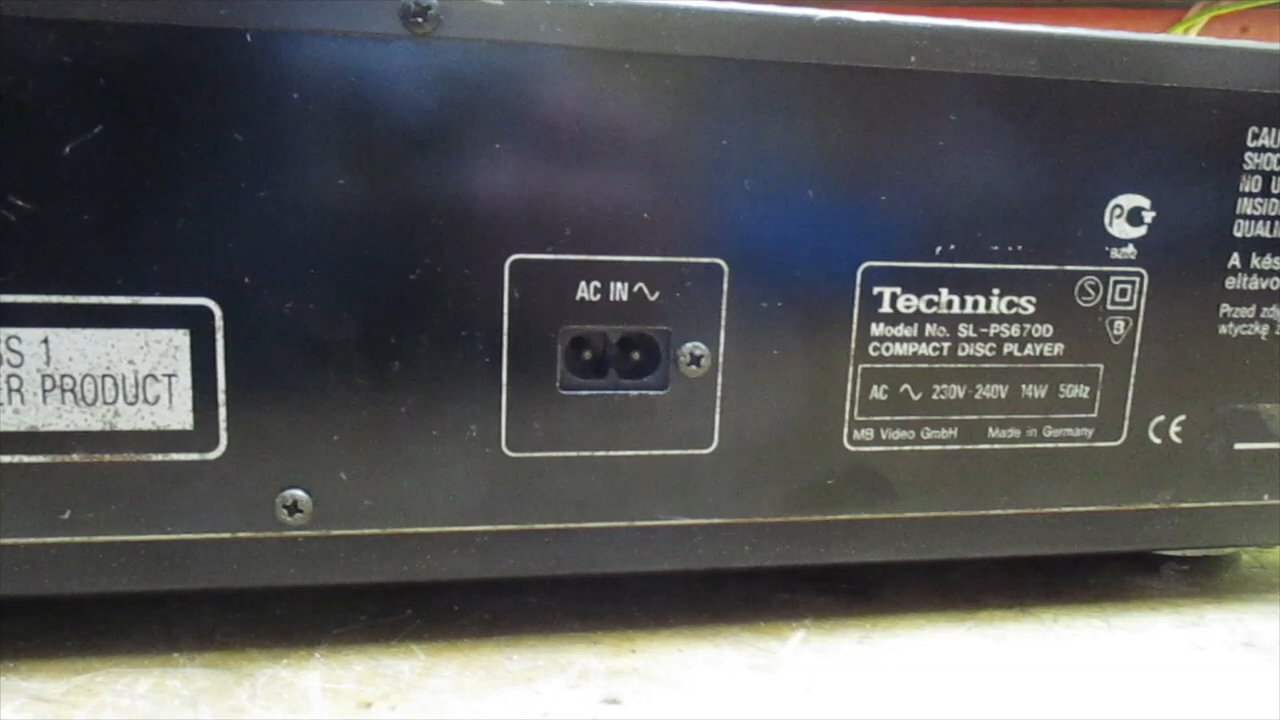 SS 1
ER PRODUCT
AC IN
Technics
Model No. SL-PS670D
COMPACT DISC PLAYER
AC 230V-240V 14W 50Hz
MB Video GmbH Made in Germany
S
B
CE
CAU
SHOC
NO U
INSID
QUALI
A kés
eltávo
Przed zdj
wtyczkę